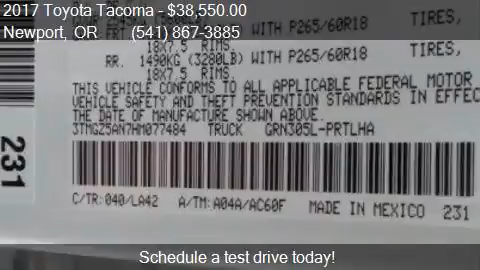 2017 Toyota Tacoma - $38,550.00
Newport, OR (541) 867-3885
WITH P265/60R18 TIRES,
18X7.5 RIMS.
RR. 1490KG (3280LB) WITH P265/60R18 TIRES,
18X7.5 RIMS.
THIS VEHICLE CONFORMS TO ALL APPLICABLE FEDERAL MOTOR
VEHICLE SAFETY AND THEFT PREVENTION STANDARDS IN EFFEC
THE DATE OF MANUFACTURE SHOWN ABOVE.
3TMGZ5AN7HM077484 TRUCK GRN305L-PRTLHA
231
C/TR:040/LA42 A/TM:A04A/AC60F MADE IN MEXICO 231
Schedule a test drive today!